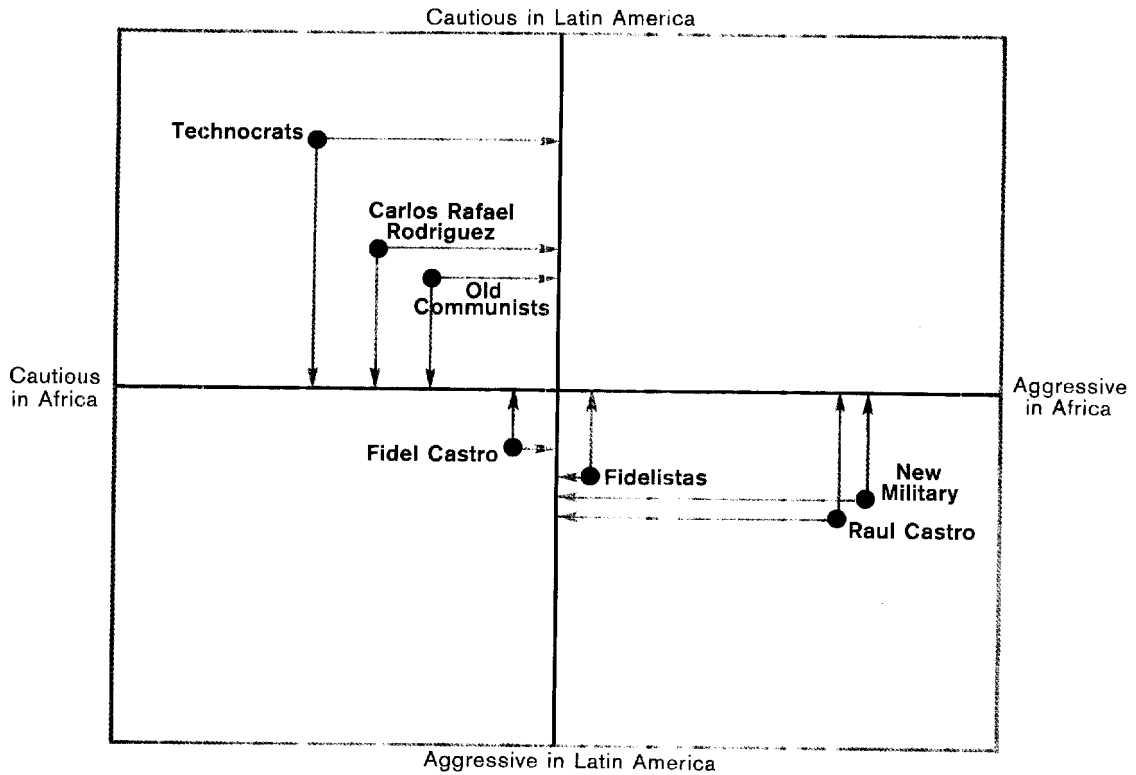 Cautious in Latin America
Technocrats
Carlos Rafael
Rodriguez
Old
Communists
Cautious
in Africa
Aggressive
in Africa
Fidel Castro
Fidelistas
New
Military
Raul Castro
Aggressive in Latin America